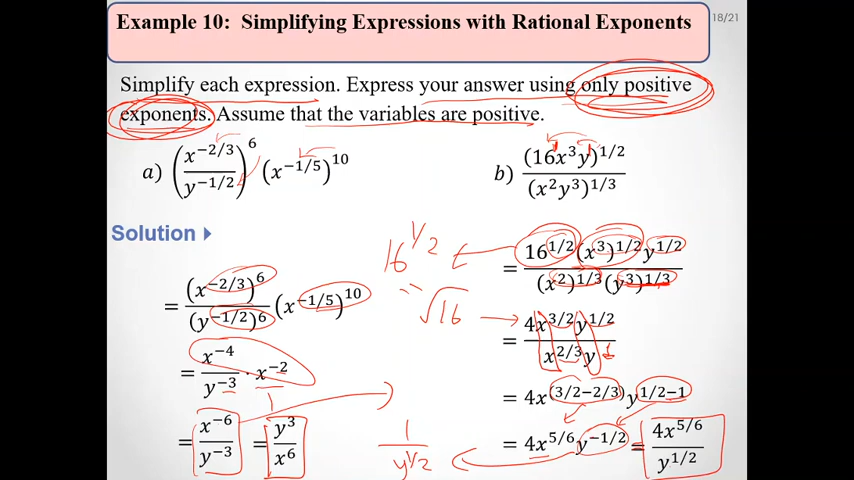 Example 10: Simplifying Expressions with Rational Exponents
18/21
Simplify each expression. Express your answer using only positive
exponents. Assume that the variables are positive.
a) (x^{-2/3}/y^{-1/2})^6 (x^{-1/5})^{10}
b) (16x^3y)^{1/2}/(x^2y^3)^{1/3}
Solution
= (x^{-2/3})^6/(y^{-1/2})^6 (x^{-1/5})^{10}
= x^{-4}/y^{-3} · x^{-2}
= x^{-6}/y^{-3} = y^3/x^6
16^{1/2}
= √16
1/y^{1/2}
= 16^{1/2}(x^3)^{1/2}y^{1/2}/(x^2)^{1/3}(y^3)^{1/3}
= 4x^{3/2}y^{1/2}/x^{2/3}y
= 4x^{(3/2−2/3)}y^{1/2−1}
= 4x^{5/6}y^{−1/2} = 4x^{5/6}/y^{1/2}